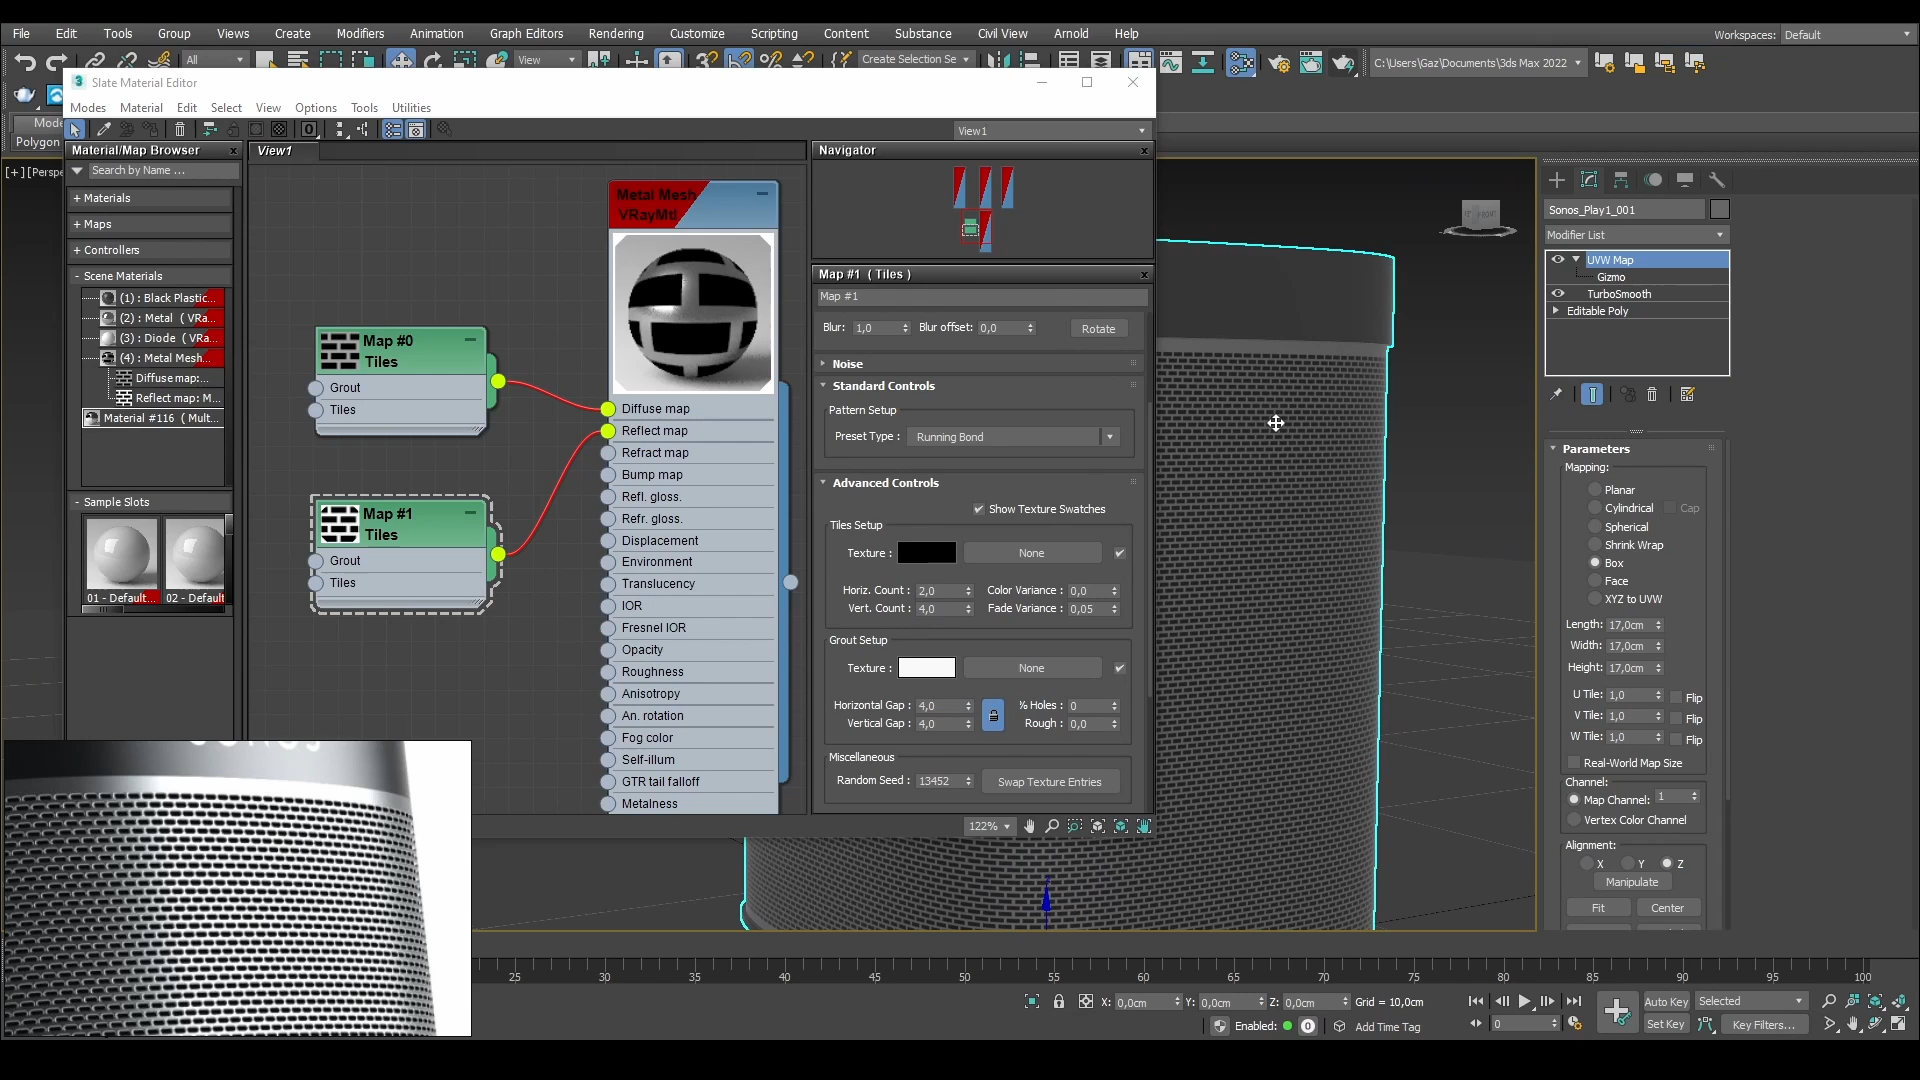 File Edit Tools Group Views Create Modifiers Animation Graph Editors Rendering Customize Scripting Content Substance Civil View Arnold Help
Workspaces: Default
All
View
Create Selection Se
C:\Users\Gaz\Documents\3ds Max 2022
3 Slate Material Editor
Modes Material Edit Select View Options Tools Utilities
Mode
Polygon
View1
[+] [Perspe
Material/Map Browser
Search by Name ...
+ Materials
+ Maps
+ Controllers
- Scene Materials
(1) : Black Plastic...
(2) : Metal ( VRa...
(3) : Diode ( VRa...
(4) : Metal Mesh...
Diffuse map:...
Reflect map: M...
Material #116 ( Mult...
- Sample Slots
01 - Default...
02 - Default
View1
Map #0
Tiles
Grout
Tiles
Map #1
Tiles
Grout
Tiles
Metal Mesh
VRayMtl
Diffuse map
Reflect map
Refract map
Bump map
Refl. gloss.
Refr. gloss.
Displacement
Environment
Translucency
IOR
Fresnel IOR
Opacity
Roughness
Anisotropy
An. rotation
Fog color
Self-illum
GTR tail falloff
Metalness
Navigator
Map #1 ( Tiles )
Map #1
Blur: 1,0 Blur offset: 0,0 Rotate
Noise
Standard Controls
Pattern Setup
Preset Type : Running Bond
Advanced Controls
Show Texture Swatches
Tiles Setup
Texture : None
Horiz. Count : 2,0 Color Variance : 0,0
Vert. Count : 4,0 Fade Variance : 0,05
Grout Setup
Texture : None
Horizontal Gap : 4,0 % Holes : 0
Vertical Gap : 4,0 Rough : 0,0
Miscellaneous
Random Seed : 13452 Swap Texture Entries
122%
FRONT
Sonos_Play1_001
Modifier List
UVW Map
Gizmo
TurboSmooth
Editable Poly
Parameters
Mapping:
Planar
Cylindrical Cap
Spherical
Shrink Wrap
Box
Face
XYZ to UVW
Length: 17,0cm
Width: 17,0cm
Height: 17,0cm
U Tile: 1,0 Flip
V Tile: 1,0 Flip
W Tile: 1,0 Flip
Real-World Map Size
Channel:
Map Channel: 1
Vertex Color Channel
Alignment:
X Y Z
Manipulate
Fit Center
25 30 35 40 45 50 55 60 65 70 75 80 85 90 95 100
X: 0,0cm Y: 0,0cm Z: 0,0cm Grid = 10,0cm
Enabled: 0 Add Time Tag
Auto Key Selected
0 Set Key Key Filters...